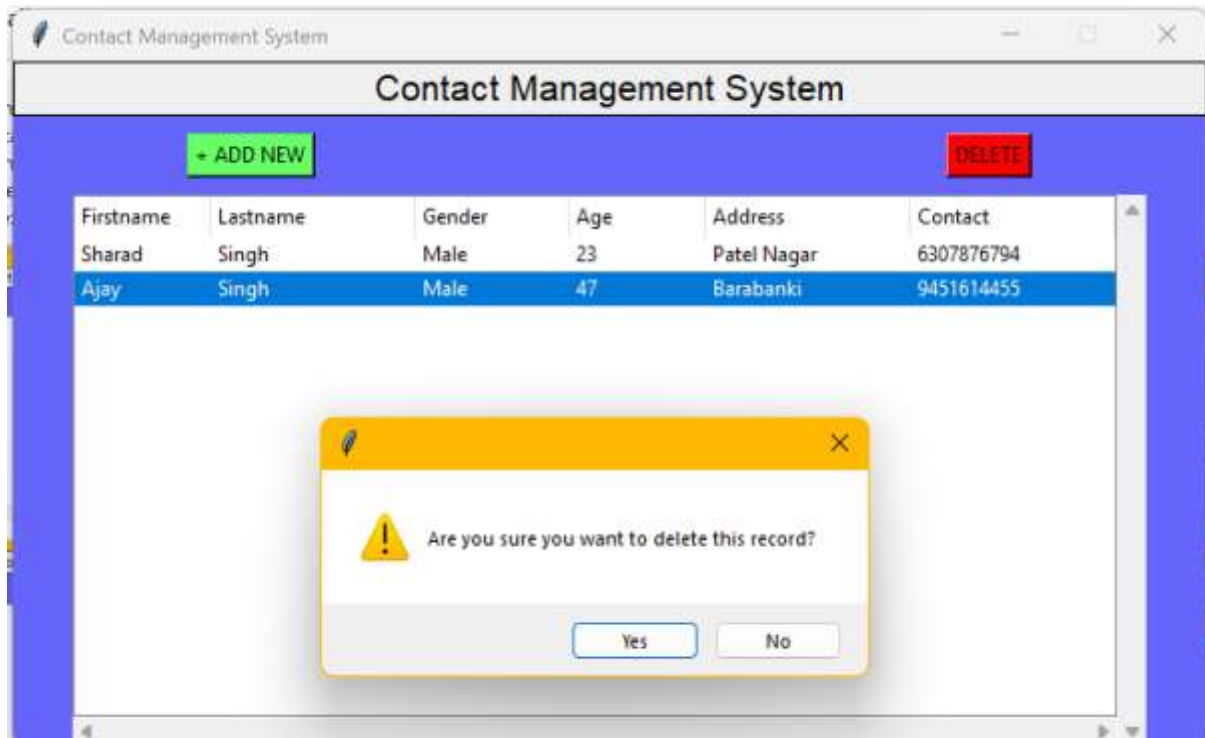 Contact Management System
Contact Management System
+ ADD NEW DELETE
Firstname Lastname Gender Age Address Contact
Sharad Singh Male 23 Patel Nagar 6307876794
Ajay Singh Male 47 Barabanki 9451614455
Are you sure you want to delete this record?
Yes No